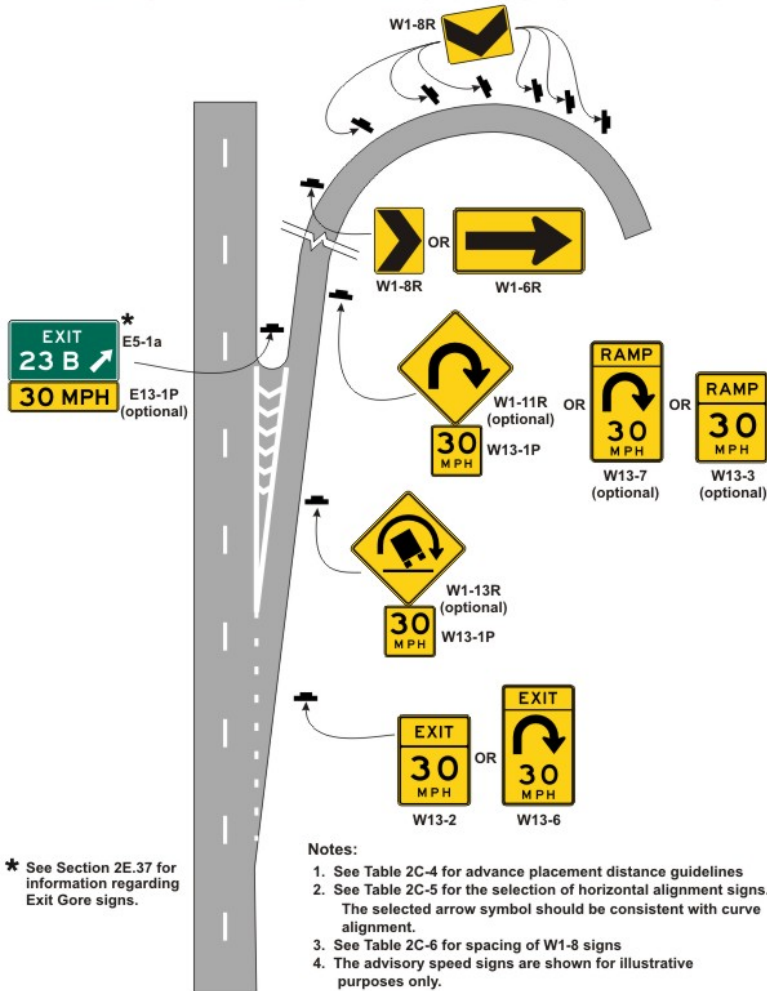 W1-8R
W1-8R
OR
W1-6R
EXIT
23 B
*
E5-1a
30 MPH
E13-1P
(optional)
W1-11R
(optional)
30
MPH
W13-1P
OR
RAMP
30
MPH
W13-7
(optional)
OR
RAMP
30
MPH
W13-3
(optional)
W1-13R
(optional)
30
MPH
W13-1P
EXIT
30
MPH
W13-2
OR
EXIT
30
MPH
W13-6
* See Section 2E.37 for
information regarding
Exit Gore signs.
Notes:
1. See Table 2C-4 for advance placement distance guidelines
2. See Table 2C-5 for the selection of horizontal alignment signs.
The selected arrow symbol should be consistent with curve
alignment.
3. See Table 2C-6 for spacing of W1-8 signs
4. The advisory speed signs are shown for illustrative
purposes only.